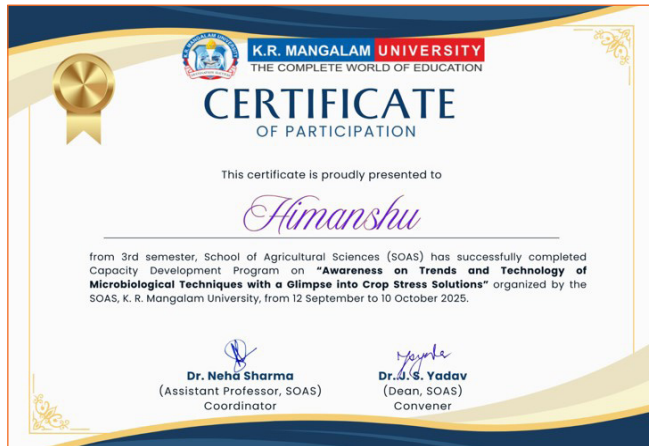 K.R. MANGALAM UNIVERSITY
THE COMPLETE WORLD OF EDUCATION
CERTIFICATE
OF PARTICIPATION
This certificate is proudly presented to
Himanshu
from 3rd semester, School of Agricultural Sciences (SOAS) has successfully completed
Capacity Development Program on “Awareness on Trends and Technology of
Microbiological Techniques with a Glimpse into Crop Stress Solutions” organized by the
SOAS, K. R. Mangalam University, from 12 September to 10 October 2025.
Dr. Neha Sharma
(Assistant Professor, SOAS)
Coordinator
Dr. J. S. Yadav
(Dean, SOAS)
Convener